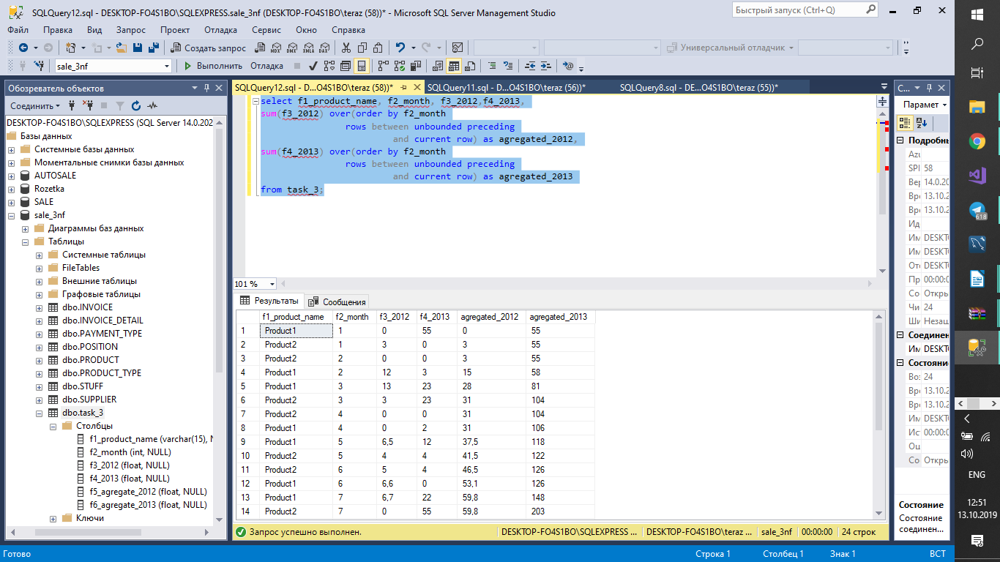 SQLQuery12.sql - DESKTOP-FO4S1BO\SQLEXPRESS.sale_3nf (DESKTOP-FO4S1BO\teraz (58))* - Microsoft SQL Server Management Studio
Быстрый запуск (Ctrl+Q)
Файл Правка Вид Запрос Проект Отладка Сервис Окно Справка
Создать запрос MDX DMX XMLA DAX Универсальный отладчик
sale_3nf Выполнить Отладка
Обозреватель объектов
Соединить
DESKTOP-FO4S1BO\SQLEXPRESS (SQL Server 14.0.202
Базы данных
Системные базы данных
Моментальные снимки базы данных
AUTOSALE
Rozetka
SALE
sale_3nf
Диаграммы баз данных
Таблицы
Системные таблицы
FileTables
Внешние таблицы
Графовые таблицы
dbo.INVOICE
dbo.INVOICE_DETAIL
dbo.PAYMENT_TYPE
dbo.POSITION
dbo.PRODUCT
dbo.PRODUCT_TYPE
dbo.STUFF
dbo.SUPPLIER
dbo.task_3
Столбцы
f1_product_name (varchar(15), N
f2_month (int, NULL)
f3_2012 (float, NULL)
f4_2013 (float, NULL)
f5_agregate_2012 (float, NULL)
f6_agregate_2013 (float, NULL)
Ключи
SQLQuery12.sql - D...O4S1BO\teraz (58))* SQLQuery11.sql - D...O4S1BO\teraz (56))* SQLQuery8.sql - DE...O4S1BO\teraz (55))*
select f1_product_name, f2_month, f3_2012,f4_2013,
sum(f3_2012) over(order by f2_month
rows between unbounded preceding
and current row) as agregated_2012,
sum(f4_2013) over(order by f2_month
rows between unbounded preceding
and current row) as agregated_2013
from task_3;
101 %
Результаты Сообщения
f1_product_name f2_month f3_2012 f4_2013 agregated_2012 agregated_2013
1 Product1 1 0 55 0 55
2 Product2 1 3 0 3 55
3 Product2 2 0 0 3 55
4 Product1 2 12 3 15 58
5 Product1 3 13 23 28 81
6 Product2 3 3 23 31 104
7 Product2 4 0 0 31 104
8 Product1 4 0 2 31 106
9 Product1 5 6,5 12 37,5 118
10 Product2 5 4 4 41,5 122
11 Product2 6 5 4 46,5 126
12 Product1 6 6,6 0 53,1 126
13 Product1 7 6,7 22 59,8 148
14 Product2 7 0 55 59,8 203
Запрос успешно выполнен. DESKTOP-FO4S1BO\SQLEXPRESS ... DESKTOP-FO4S1BO\teraz ... sale_3nf 00:00:00 24 строк
С...
Парамет
Подробны
Azu
SPI 58
Вер 14.0.20
Вре 13.10.2
Вре 13.10.2
Ид
Им DESKT
Им DESKT
Отс DESKT
Пр 00:00:0
Со Откры
Чи 24
Ши Незац
Соединен
Им DESKT
Состояние
Воз 24
Вре 13.10.2
Вре 13.10.2
Им DESKT
Ист 00:00:0
Ош
Со Откры
Состояние
Состояние
соединен...
Готово Строка 1 Столбец 1 Знак 1 ВСТ
618
ENG
12:51
13.10.2019